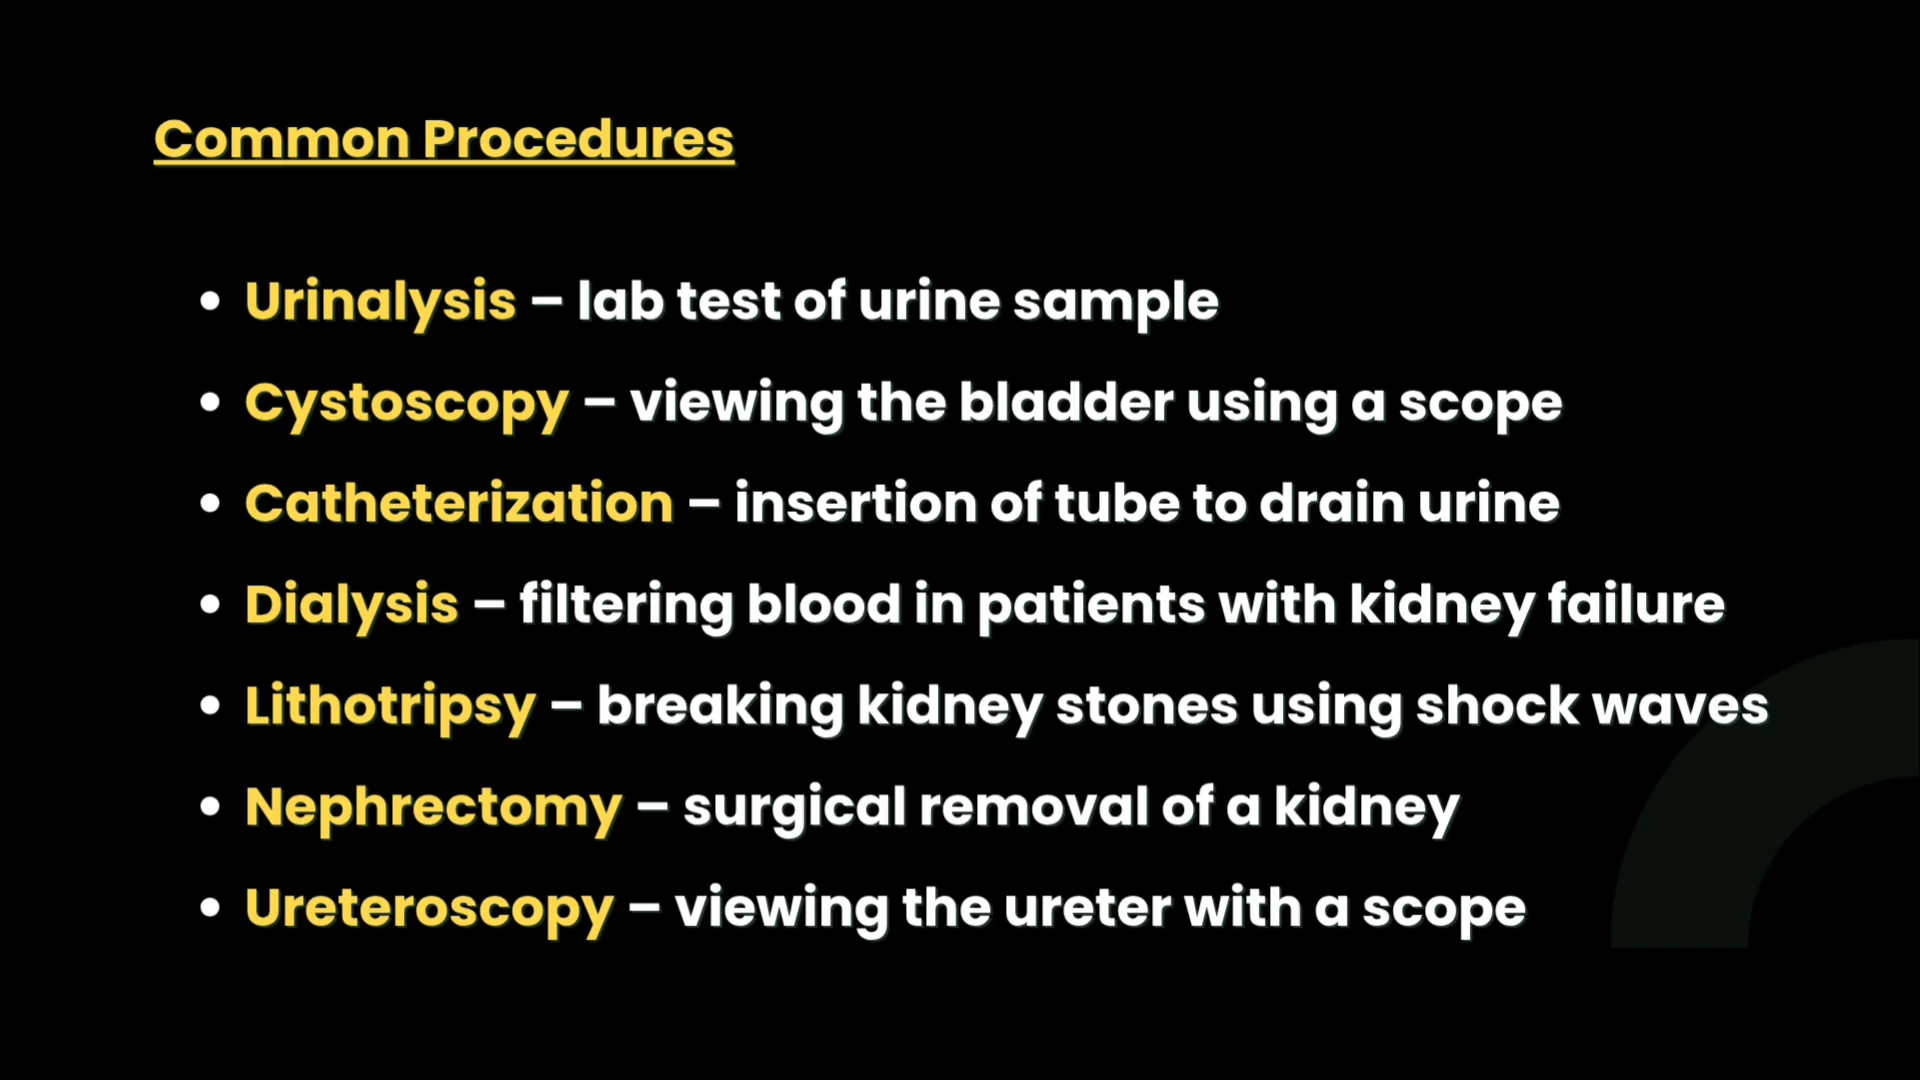 Common Procedures
• Urinalysis – lab test of urine sample
• Cystoscopy – viewing the bladder using a scope
• Catheterization – insertion of tube to drain urine
• Dialysis – filtering blood in patients with kidney failure
• Lithotripsy – breaking kidney stones using shock waves
• Nephrectomy – surgical removal of a kidney
• Ureteroscopy – viewing the ureter with a scope